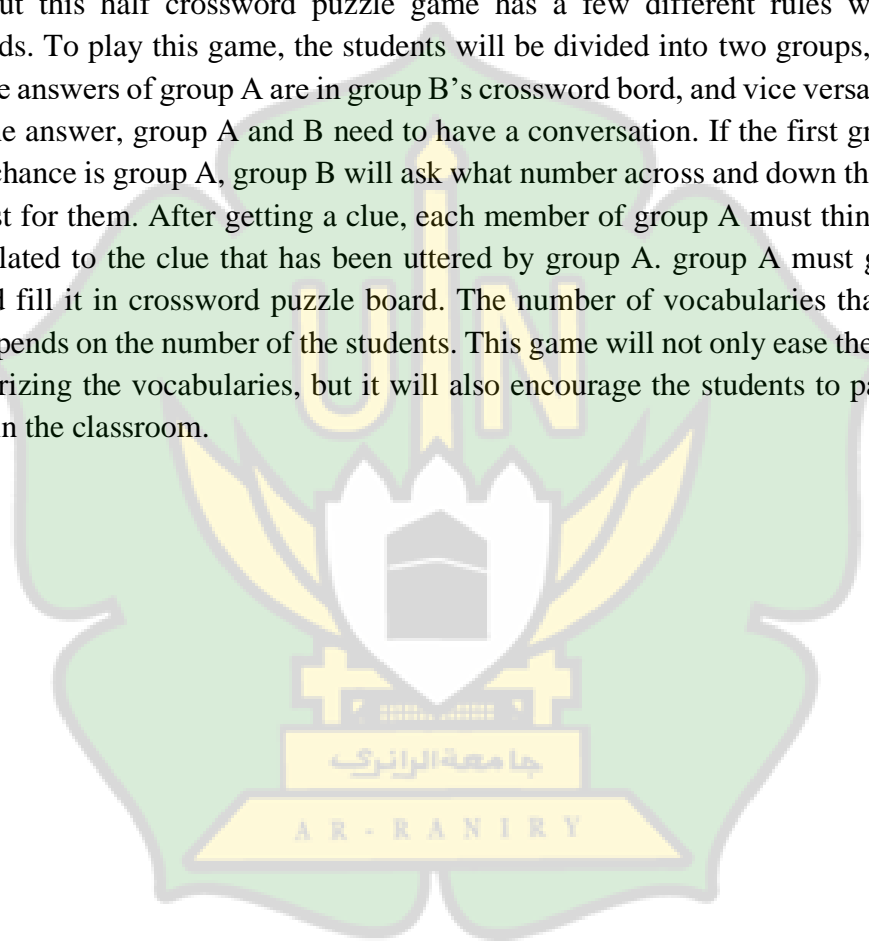 ut this half crossword puzzle game has a few different rules w
ds. To play this game, the students will be divided into two groups,
e answers of group A are in group B's crossword bord, and vice versa
ne answer, group A and B need to have a conversation. If the first gr
chance is group A, group B will ask what number across and down th
st for them. After getting a clue, each member of group A must thin
lated to the clue that has been uttered by group A. group A must g
d fill it in crossword puzzle board. The number of vocabularies tha
pends on the number of the students. This game will not only ease the
rizing the vocabularies, but it will also encourage the students to pa
n the classroom.
UIN
جامعة الرانري
AR-RANIRY